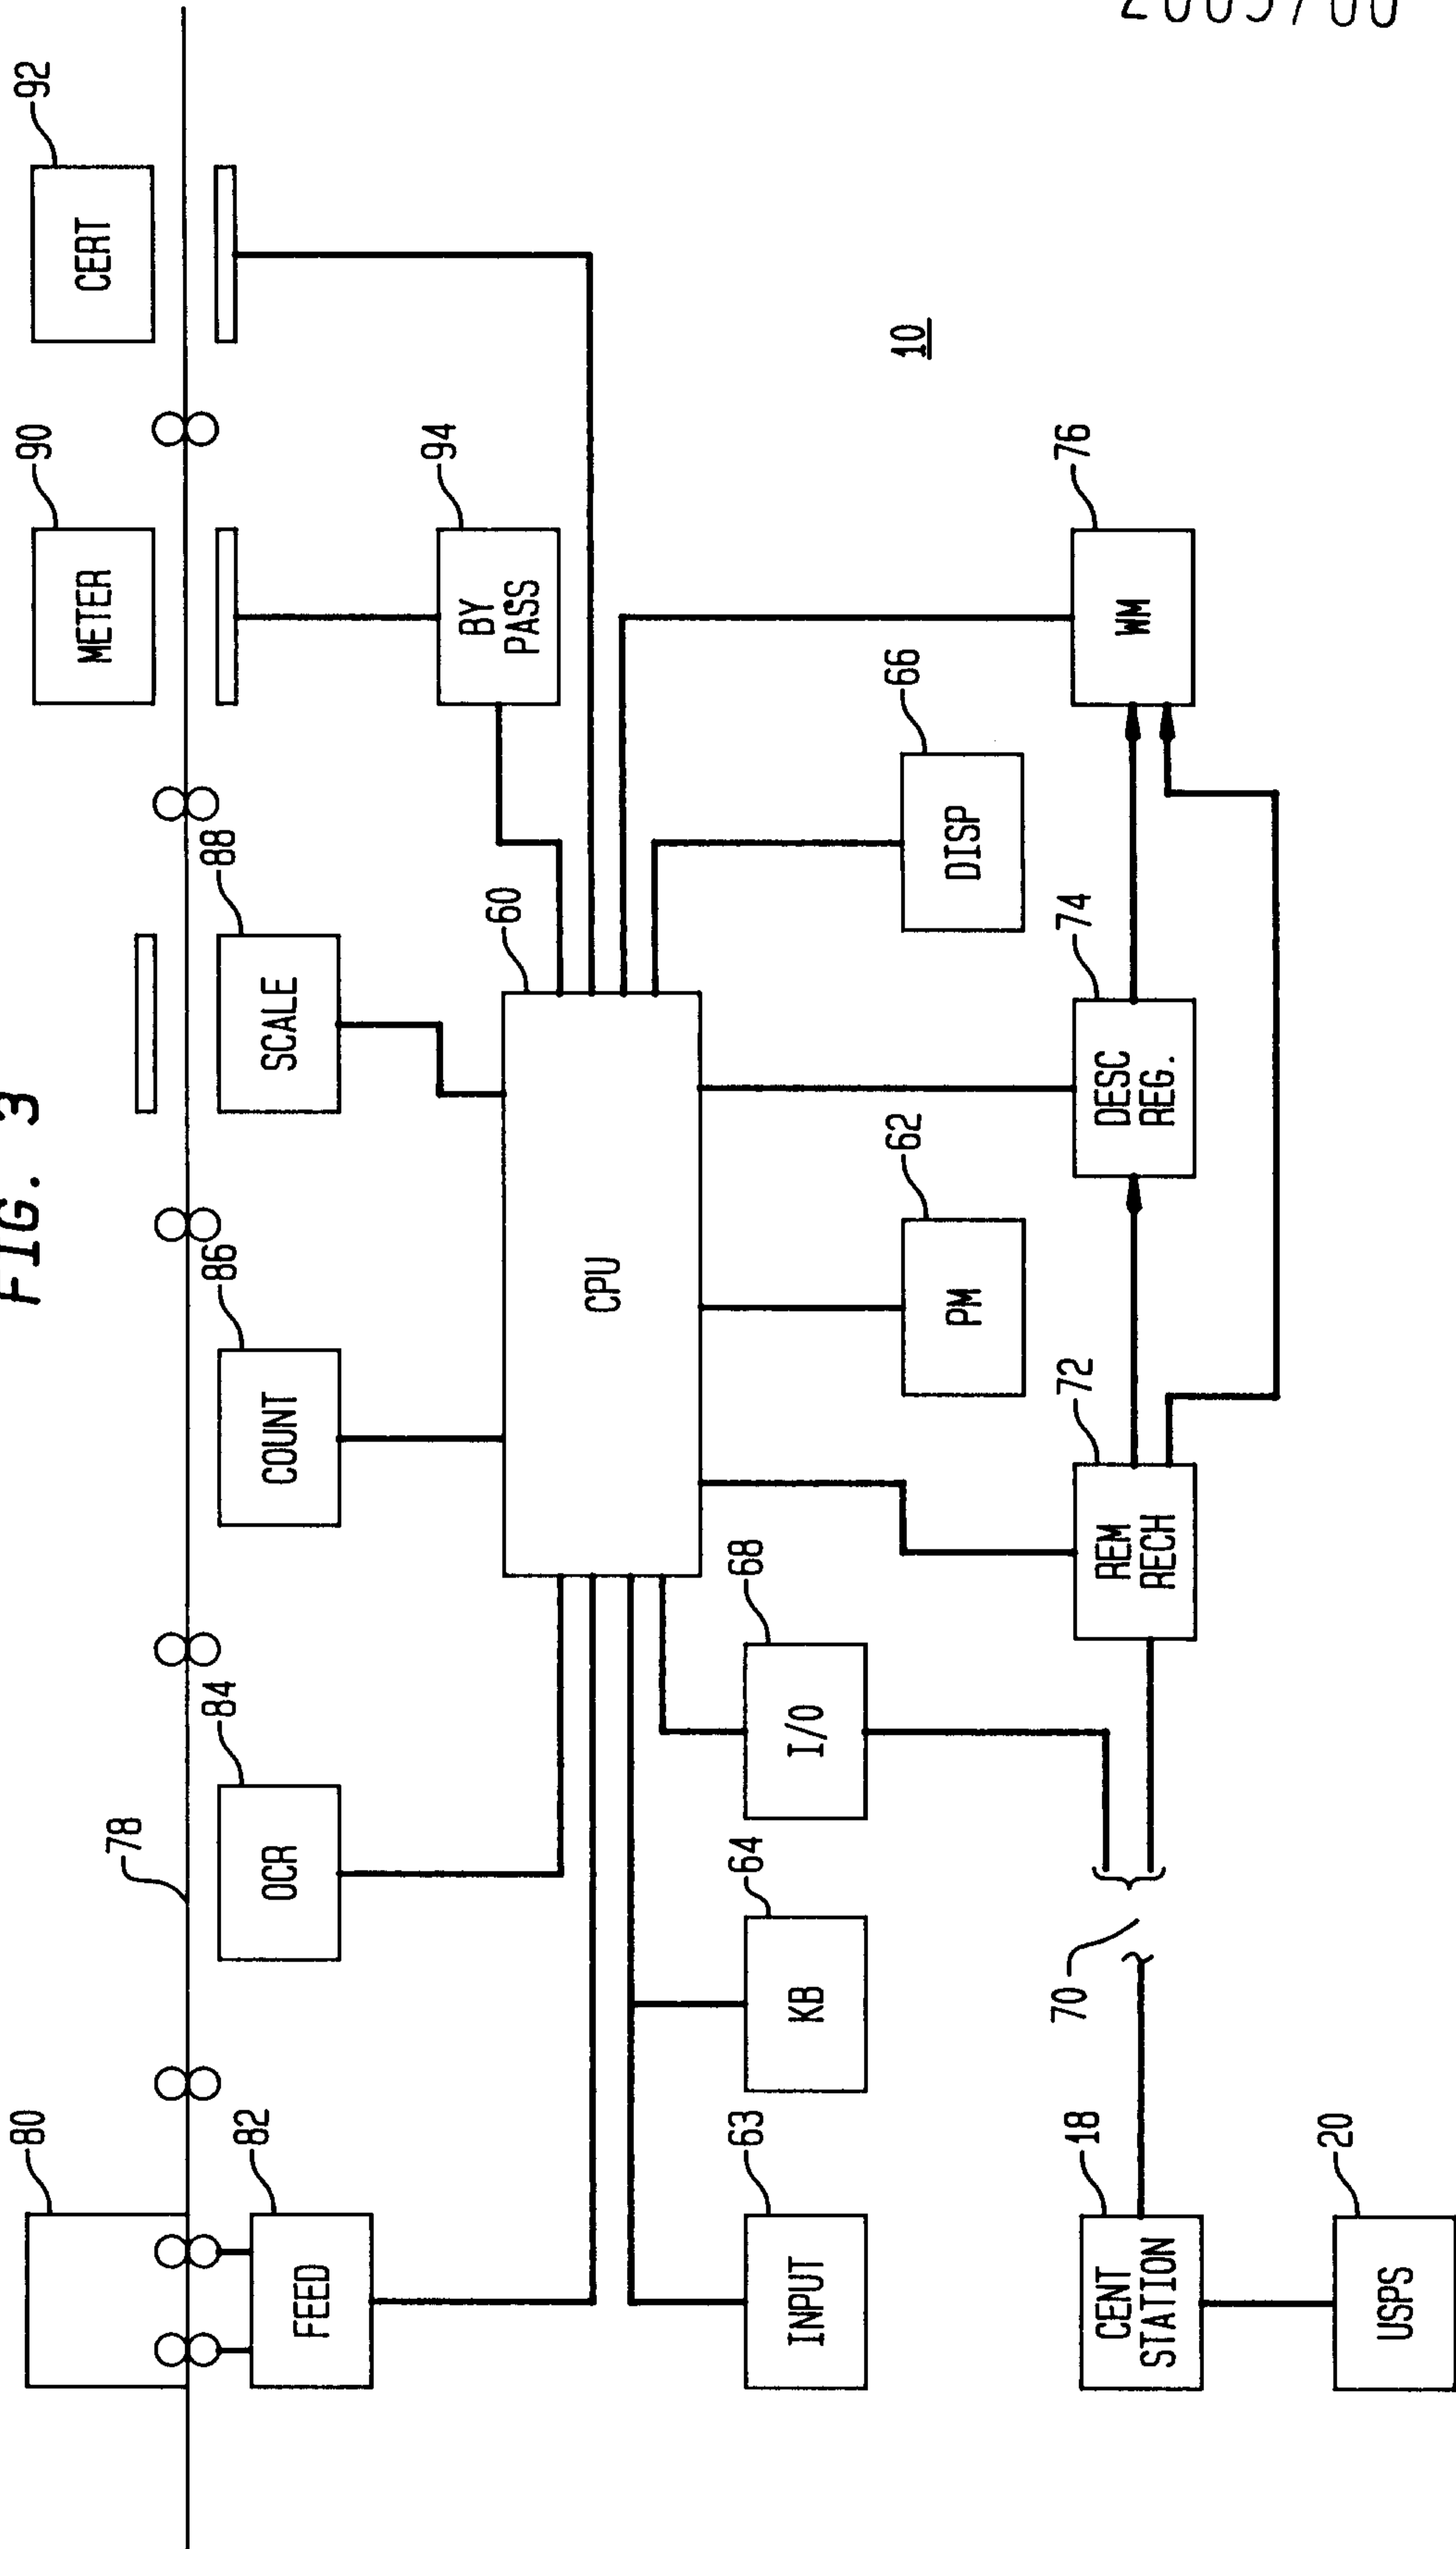 FIG. 3
80
82
FEED
78
84
OCR
86
COUNT
88
SCALE
90
METER
92
CERT
94
BY
PASS
60
CPU
63
INPUT
64
KB
68
I/O
62
PM
66
DISP
10
18
CENT
STATION
70
72
REM
RECH
74
DESC
REG.
76
WM
20
USPS